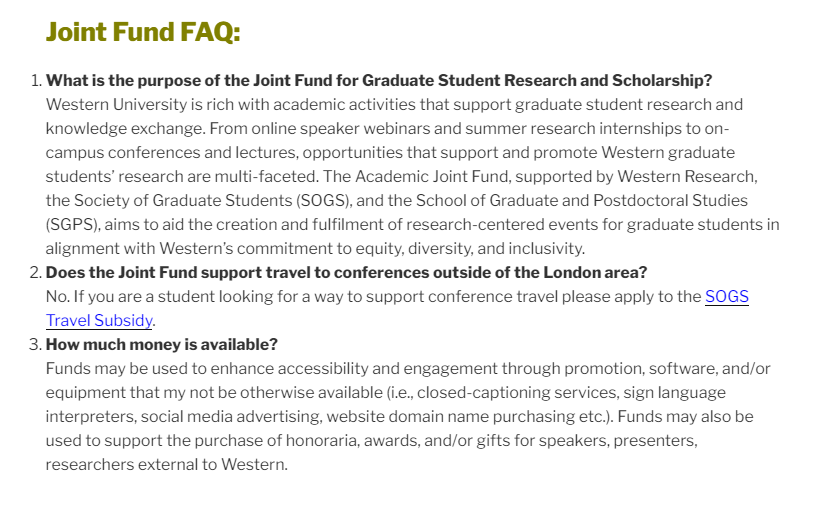 Joint Fund FAQ:
1. What is the purpose of the Joint Fund for Graduate Student Research and Scholarship?
Western University is rich with academic activities that support graduate student research and
knowledge exchange. From online speaker webinars and summer research internships to on-
campus conferences and lectures, opportunities that support and promote Western graduate
students’ research are multi-faceted. The Academic Joint Fund, supported by Western Research,
the Society of Graduate Students (SOGS), and the School of Graduate and Postdoctoral Studies
(SGPS), aims to aid the creation and fulfilment of research-centered events for graduate students in
alignment with Western’s commitment to equity, diversity, and inclusivity.
2. Does the Joint Fund support travel to conferences outside of the London area?
No. If you are a student looking for a way to support conference travel please apply to the SOGS
Travel Subsidy.
3. How much money is available?
Funds may be used to enhance accessibility and engagement through promotion, software, and/or
equipment that my not be otherwise available (i.e., closed-captioning services, sign language
interpreters, social media advertising, website domain name purchasing etc.). Funds may also be
used to support the purchase of honoraria, awards, and/or gifts for speakers, presenters,
researchers external to Western.